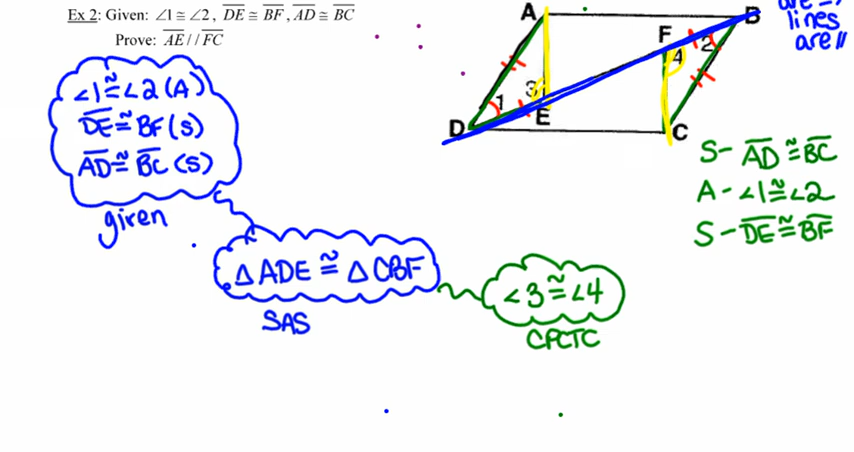 Ex 2: Given: ∠1 ≅ ∠2, DE ≅ BF, AD ≅ BC
Prove: AE // FC
∠1 ≅ ∠2 (A)
DE ≅ BF (S)
AD ≅ BC (S)
given
△ADE ≅ △CBF
SAS
∠3 ≅ ∠4
CPCTC
A
B
F
2
4
1
3
D
E
C
lines
are //
S - AD ≅ BC
A - ∠1 ≅ ∠2
S - DE ≅ BF